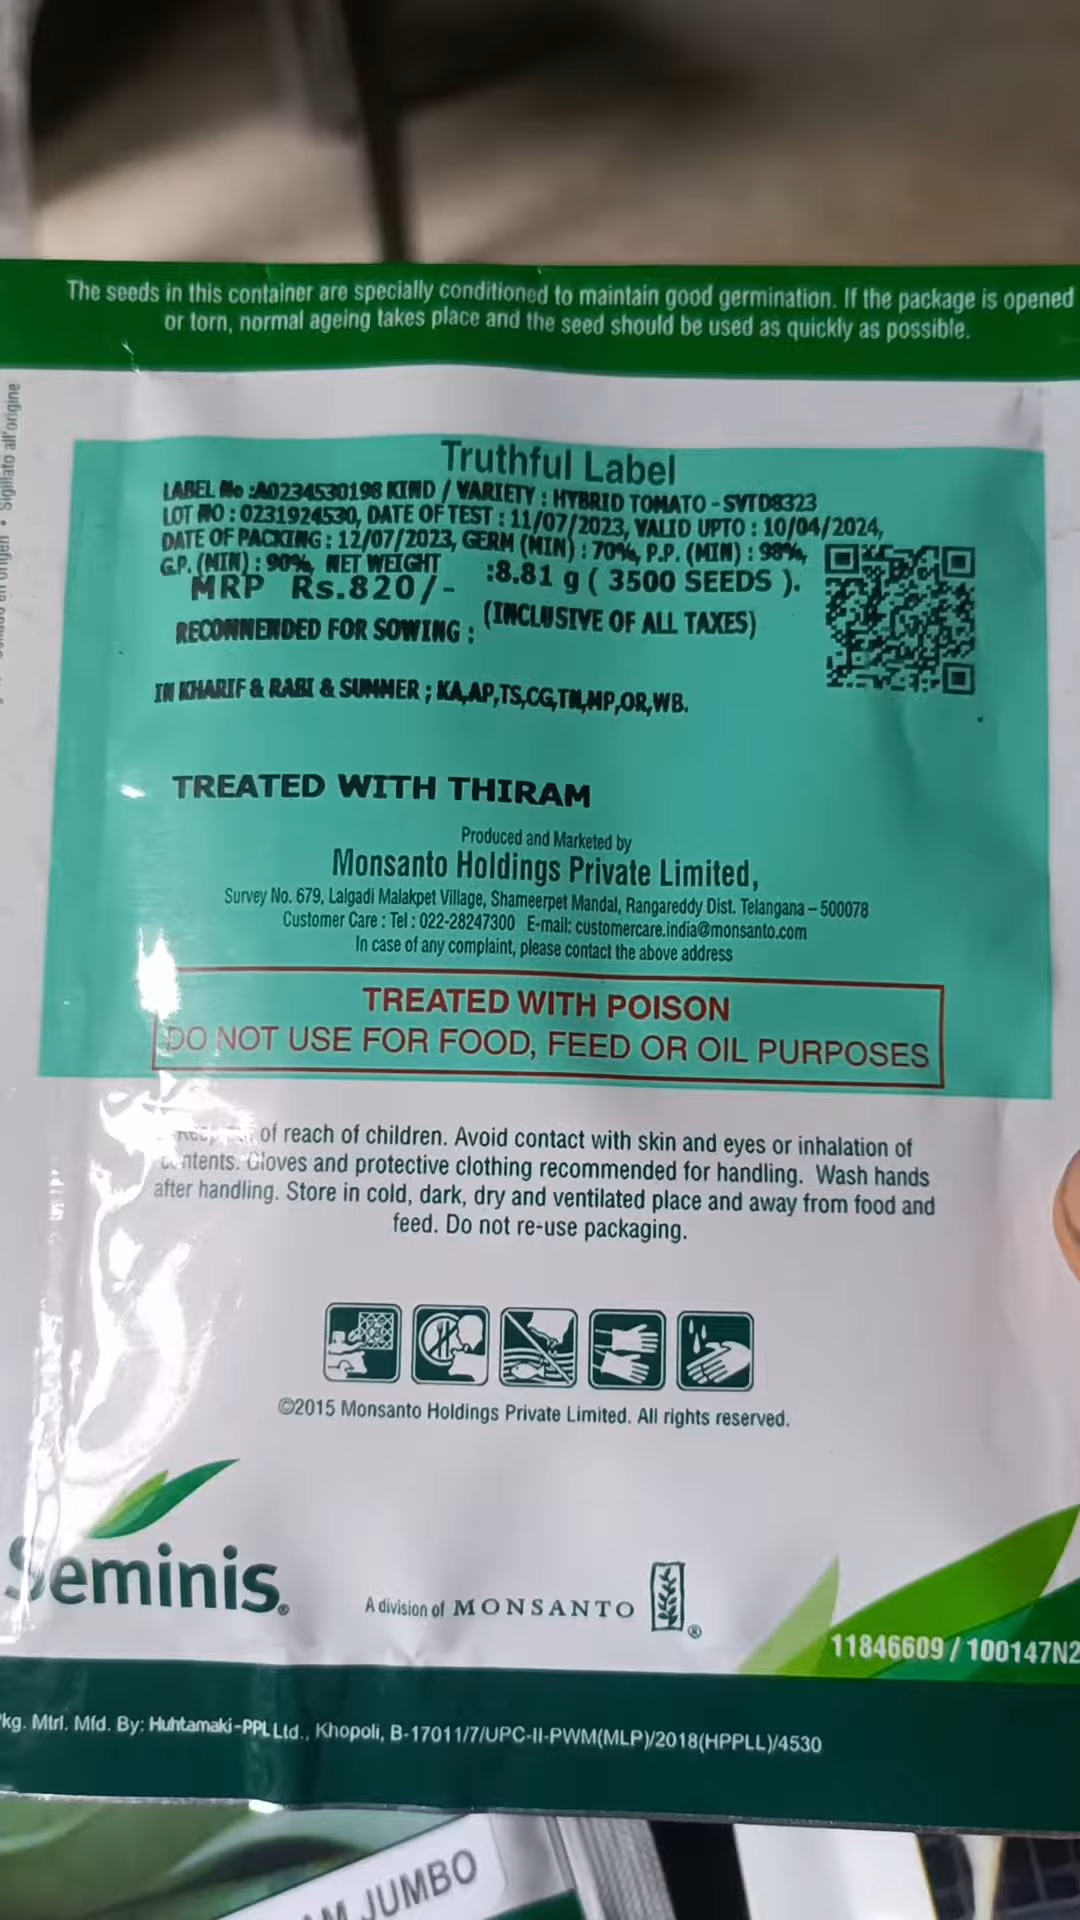 The seeds in this container are specially conditioned to maintain good germination. If the package is opened
or torn, normal ageing takes place and the seed should be used as quickly as possible.
Sigillato all'origine
Truthful Label
LABEL No :A0234530198 KIND / VARIETY : HYBRID TOMATO - SVTD8323
LOT NO : 0231924530, DATE OF TEST : 11/07/2023, VALID UPTO : 10/04/2024,
DATE OF PACKING : 12/07/2023, GERM (MIN) : 70%, P.P. (MIN) : 98%,
G.P. (MIN) : 90%, NET WEIGHT :8.81 g ( 3500 SEEDS ).
MRP Rs.820/- (INCLUSIVE OF ALL TAXES)
RECOMMENDED FOR SOWING :
IN KHARIF & RABI & SUMMER ; KA,AP,TS,CG,TN,MP,OR,WB.
TREATED WITH THIRAM
Produced and Marketed by
Monsanto Holdings Private Limited,
Survey No. 679, Lalgadi Malakpet Village, Shameerpet Mandal, Rangareddy Dist. Telangana – 500078
Customer Care : Tel : 022-28247300 E-mail: customercare.india@monsanto.com
In case of any complaint, please contact the above address
TREATED WITH POISON
DO NOT USE FOR FOOD, FEED OR OIL PURPOSES
of reach of children. Avoid contact with skin and eyes or inhalation of
contents. Gloves and protective clothing recommended for handling. Wash hands
after handling. Store in cold, dark, dry and ventilated place and away from food and
feed. Do not re-use packaging.
©2015 Monsanto Holdings Private Limited. All rights reserved.
Seminis®
A division of MONSANTO ®
11846609 / 100147N2
kg. Mtrl. Mfd. By: Huhtamaki-PPL Ltd., Khopoli, B-17011/7/UPC-II-PWM(MLP)/2018(HPPLL)/4530
JUMBO